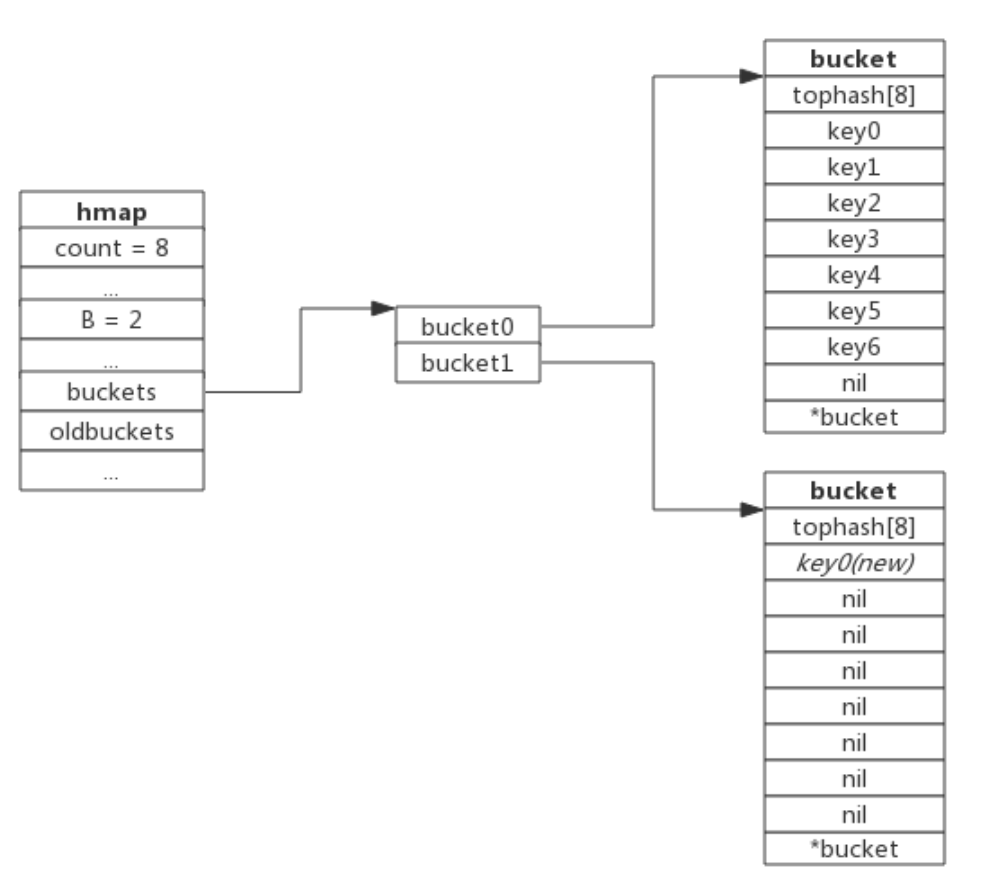 hmap
count = 8
...
B = 2
...
buckets
oldbuckets
...
bucket0
bucket1
bucket
tophash[8]
key0
key1
key2
key3
key4
key5
key6
nil
*bucket
bucket
tophash[8]
key0(new)
nil
nil
nil
nil
nil
nil
nil
*bucket